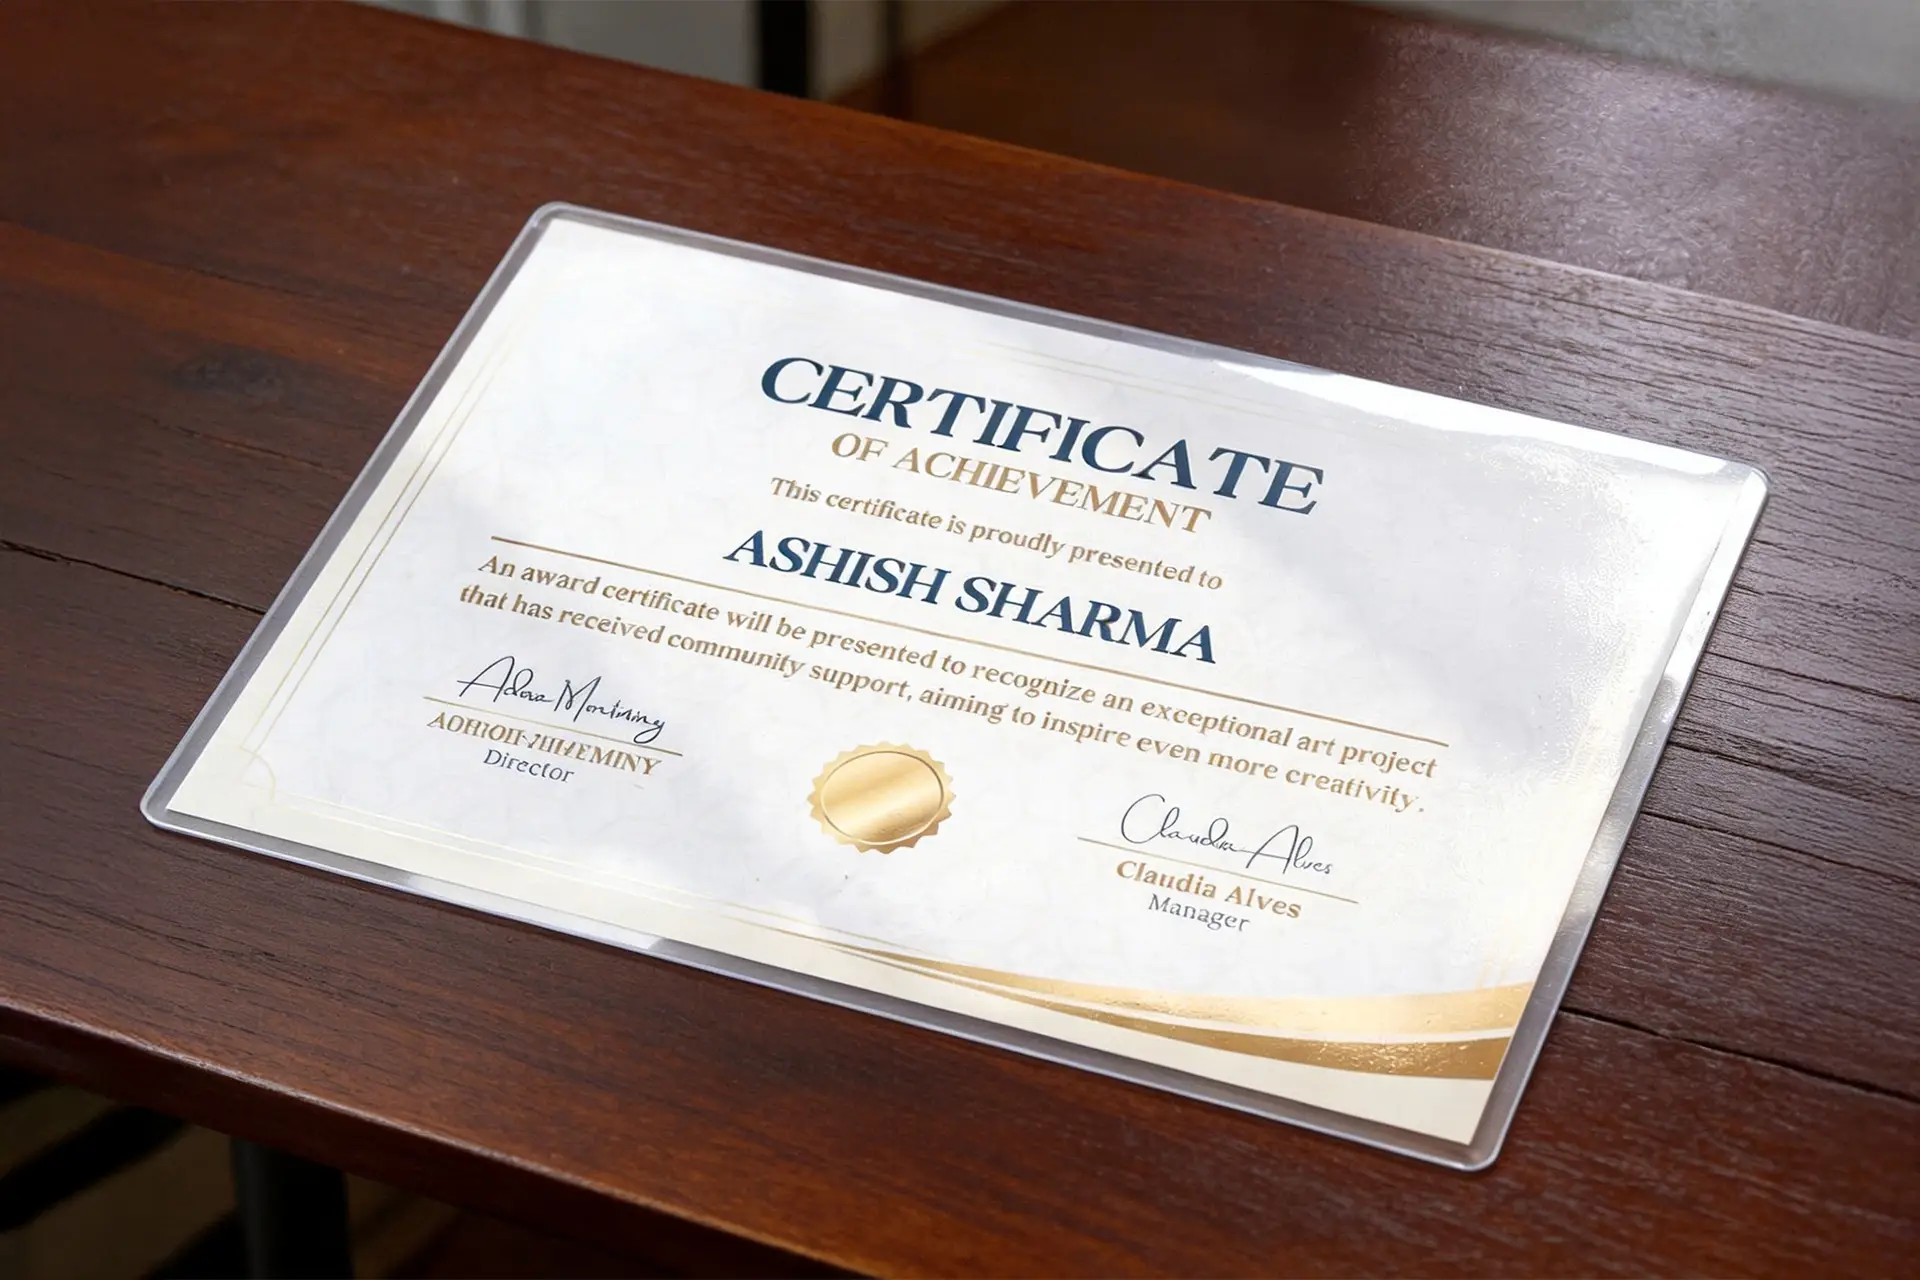 CERTIFICATE
OF ACHIEVEMENT
This certificate is proudly presented to
ASHISH SHARMA
An award certificate will be presented to recognize an exceptional art project
that has received community support, aiming to inspire even more creativity.
Director
Claudia Alves
Claudia Alves
Manager